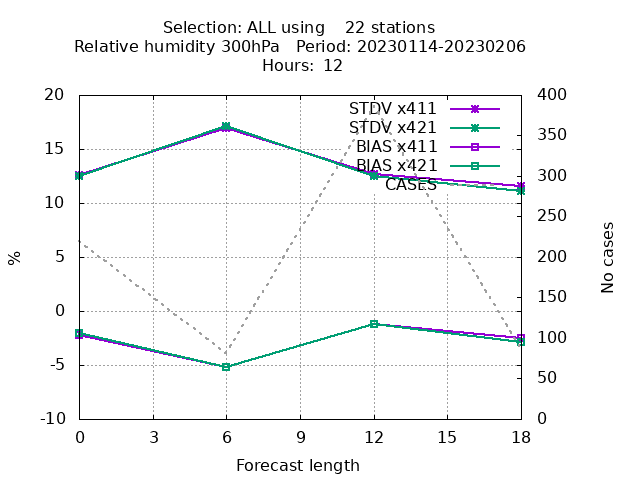 Selection: ALL using    22 stations
Relative humidity 300hPa   Period: 20230114-20230206
Hours:  12
20 400
STDV x411
STDV x421 350
15 BIAS x411
BIAS x421 300
CASES
10 250
% 5 200 No cases
0 150
100
-5 50
-10 0
0 3 6 9 12 15 18
Forecast length